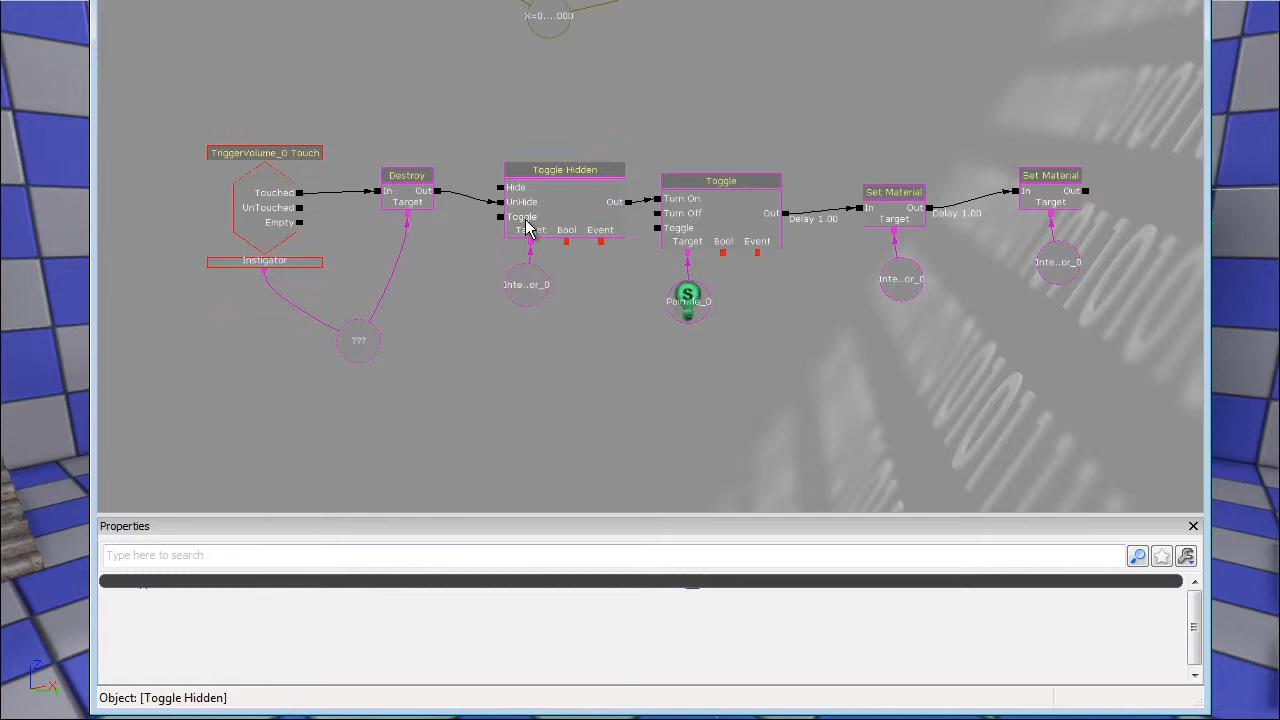 X=0...,000
TriggerVolume_0 Touch
Touched
UnTouched
Empty
Instigator
???
Destroy
In Out
Target
Toggle Hidden
Hide
UnHide Out
Toggle
Target Bool Event
Inte...or_0
Toggle
Turn On
Turn Off Out
Toggle
Target Bool Event
S
Delay 1.00
Set Material
In Out
Target
Inte...or_0
Delay 1.00
Set Material
In Out
Target
Inte...or_0
Properties
Type here to search
Object: [Toggle Hidden]
Z
X
Y